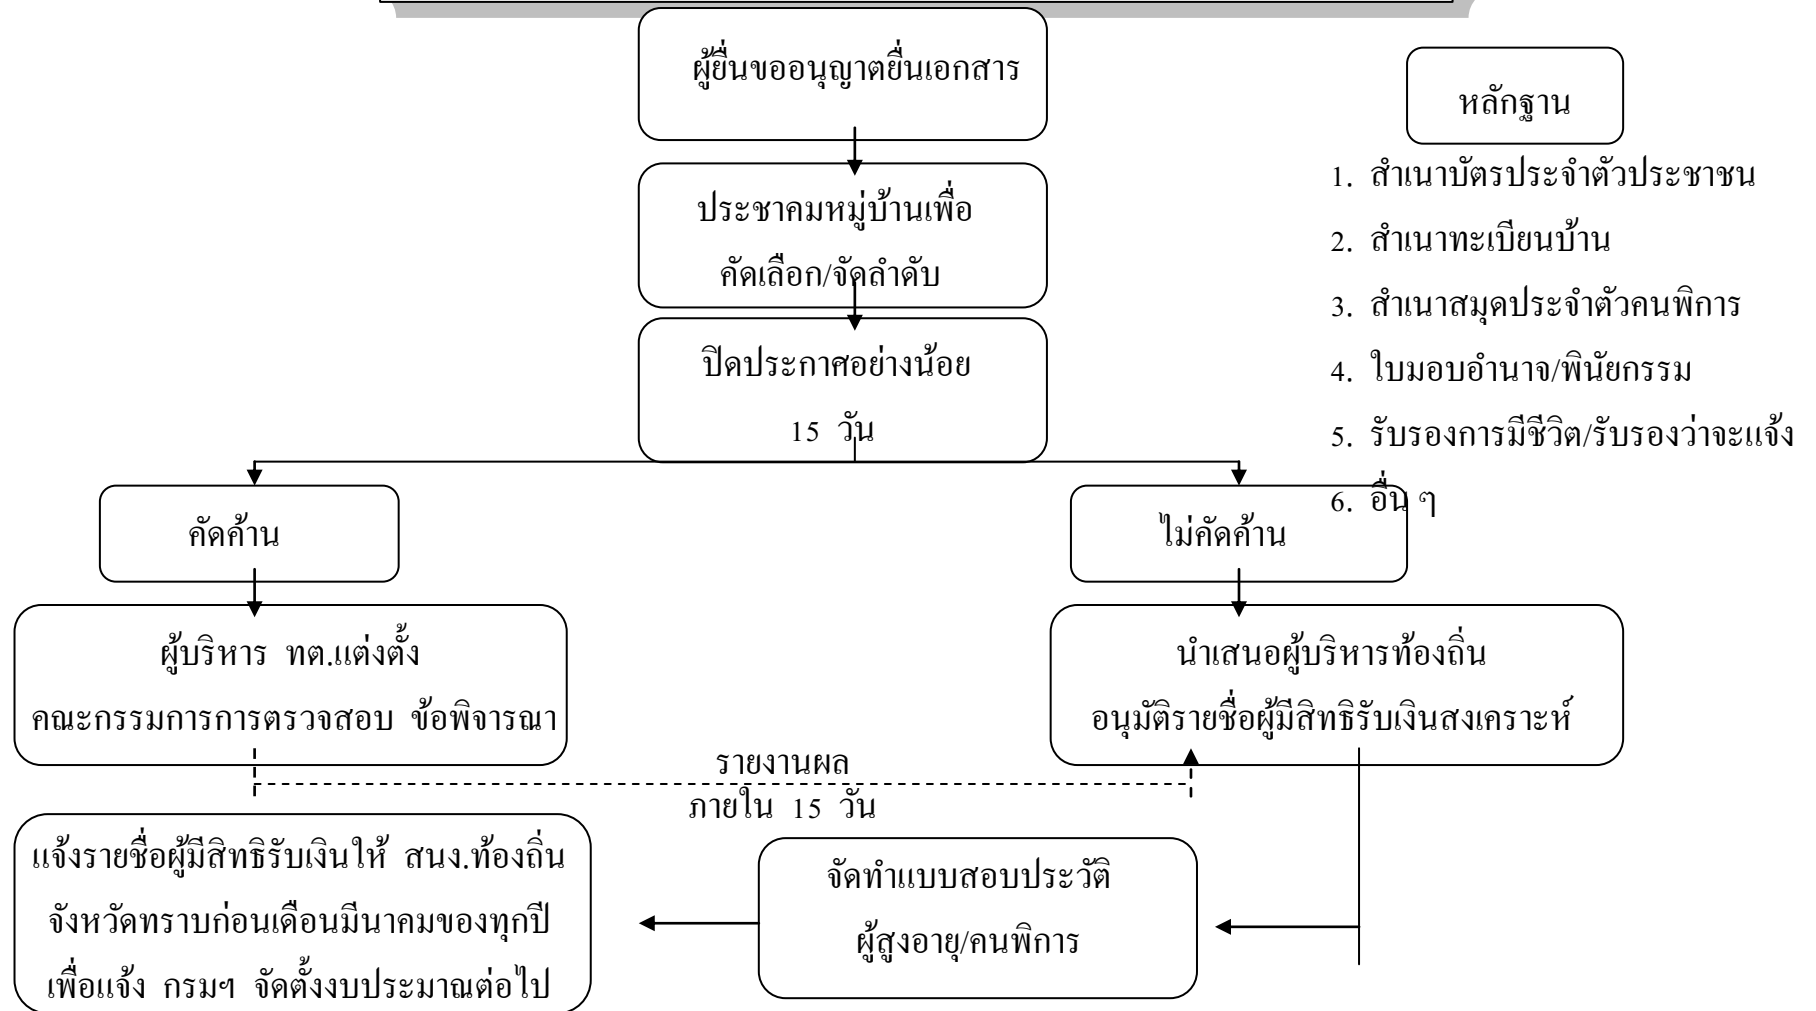 ผู้ยื่นขออนุญาตยื่นเอกสาร
หลักฐาน
1. สำเนาบัตรประจำตัวประชาชน
2. สำเนาทะเบียนบ้าน
3. สำเนาสมุดประจำตัวคนพิการ
4. ใบมอบอำนาจ/พินัยกรรม
5. รับรองการมีชีวิต/รับรองว่าจะแจ้ง
6. อื่น ๆ
ประชาคมหมู่บ้านเพื่อ
คัดเลือก/จัดลำดับ
ปิดประกาศอย่างน้อย
15 วัน
คัดค้าน
ไม่คัดค้าน
ผู้บริหาร ทต.แต่งตั้ง
คณะกรรมการการตรวจสอบ ข้อพิจารณา
นำเสนอผู้บริหารท้องถิ่น
อนุมัติรายชื่อผู้มีสิทธิรับเงินสงเคราะห์
รายงานผล
ภายใน 15 วัน
จัดทำแบบสอบประวัติ
ผู้สูงอายุ/คนพิการ
แจ้งรายชื่อผู้มีสิทธิรับเงินให้ สนง.ท้องถิ่น
จังหวัดทราบก่อนเดือนมีนาคมของทุกปี
เพื่อแจ้ง กรมฯ จัดตั้งงบประมาณต่อไป